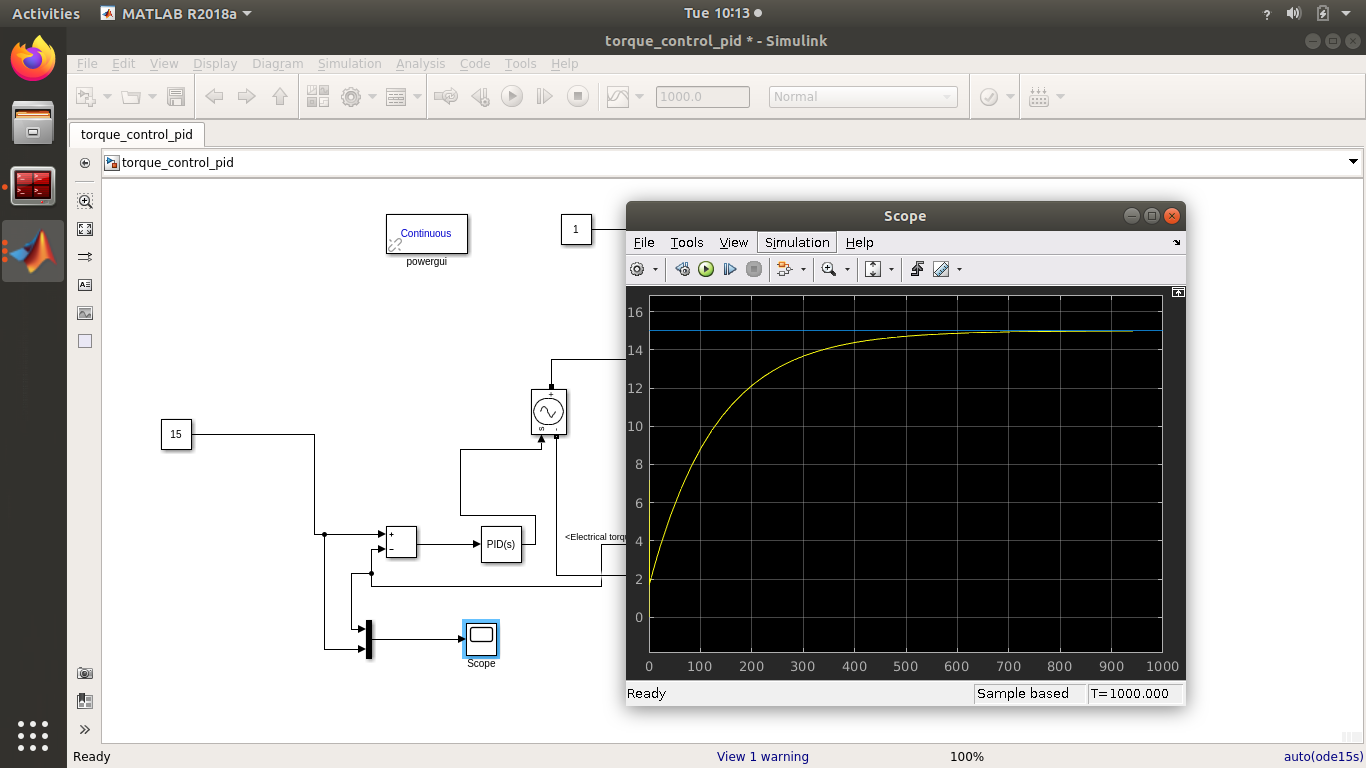 Activities MATLAB R2018a Tue 10:13
torque_control_pid * - Simulink
File Edit View Display Diagram Simulation Analysis Code Tools Help
1000.0 Normal
torque_control_pid
torque_control_pid
Continuous
powergui
1
15
+
-
s
+
−
PID(s)
<Electrical torq
Scope
Scope
File Tools View Simulation Help
16
14
12
10
8
6
4
2
0
0 100 200 300 400 500 600 700 800 900 1000
Ready Sample based T=1000.000
Ready View 1 warning 100% auto(ode15s)